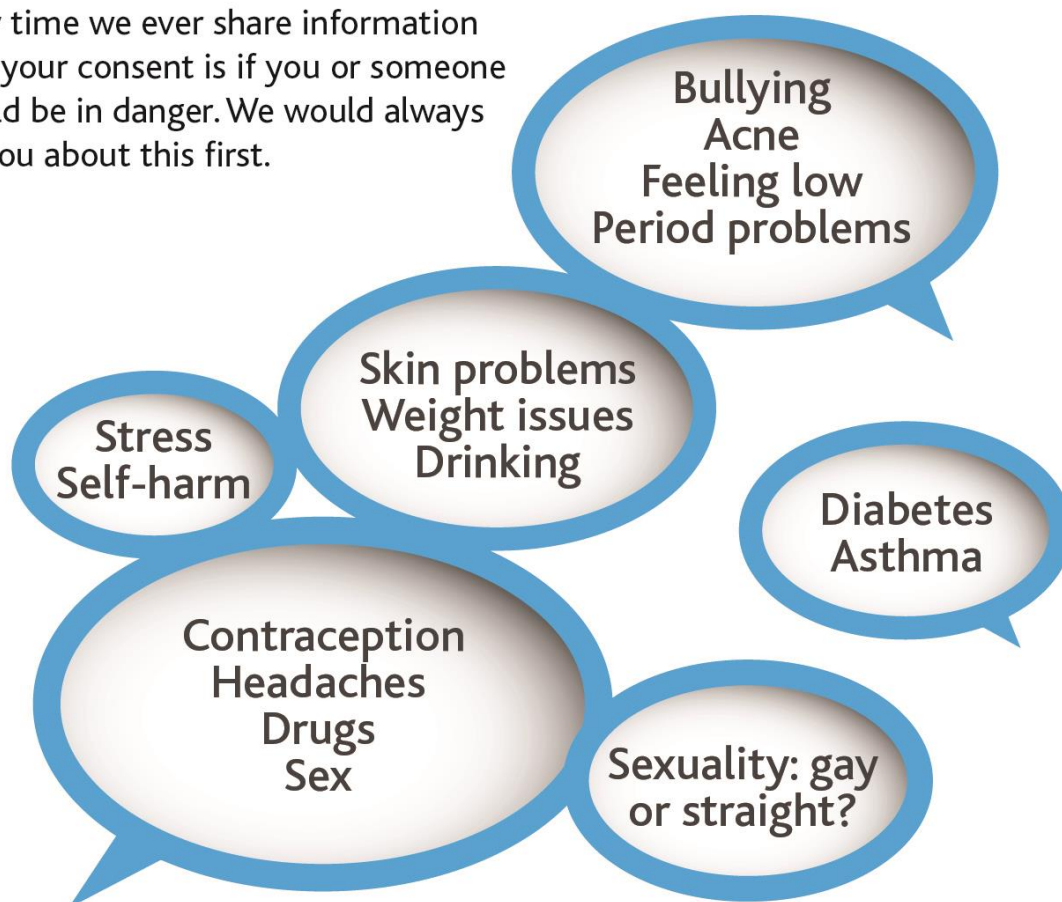 time we ever share information
your consent is if you or someone
be in danger. We would always
about this first.
Bullying
Acne
Feeling low
Period problems
Skin problems
Weight issues
Drinking
Stress
Self-harm
Diabetes
Asthma
Contraception
Headaches
Drugs
Sex
Sexuality: gay
or straight?